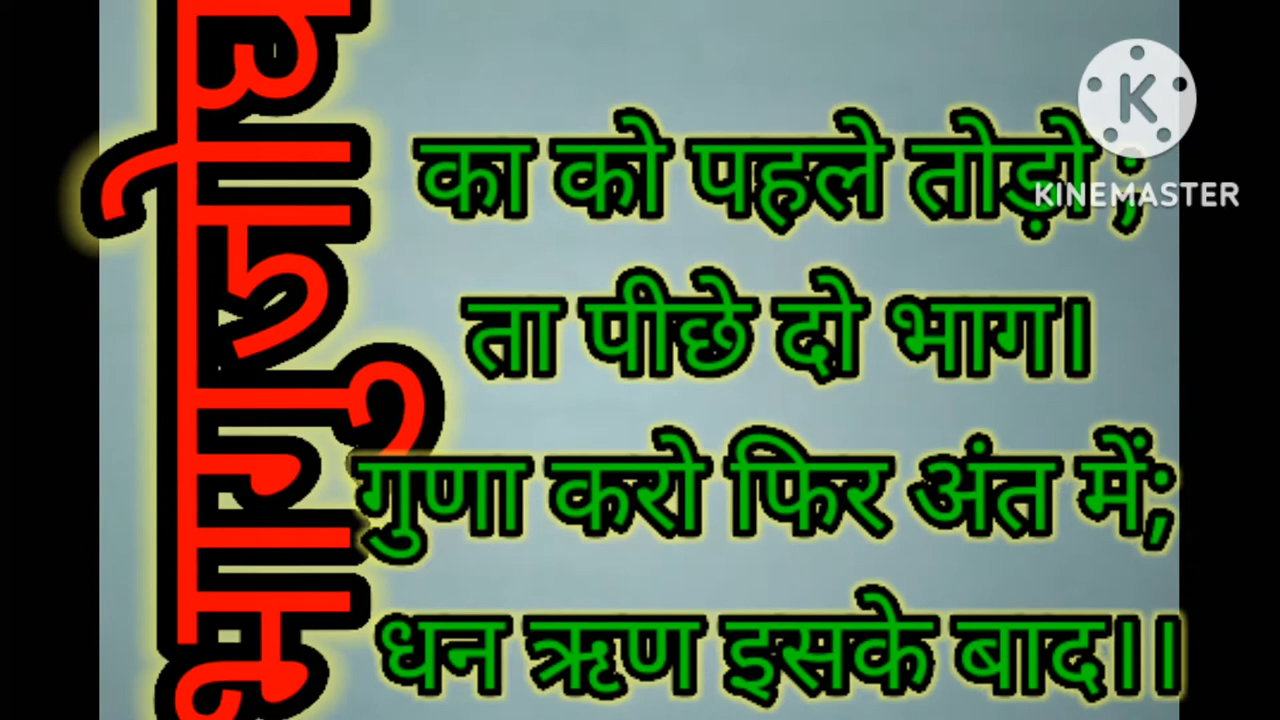 भागुजोघ
का को पहले तोड़ो ;
ता पीछे दो भाग।
गुणा करो फिर अंत में;
धन ऋण इसके बाद।।
K
KINEMASTER